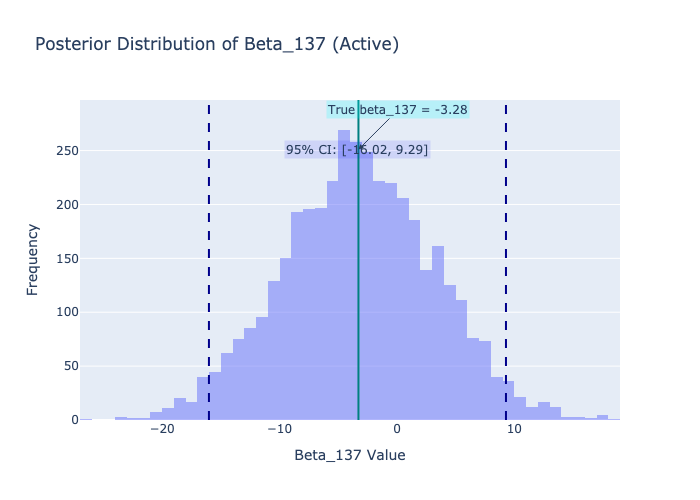 Posterior Distribution of Beta_137 (Active)
True beta_137 = -3.28
95% CI: [-16.02, 9.29]
250
200
150
100
50
0
−20
−10
0
10
Frequency
Beta_137 Value